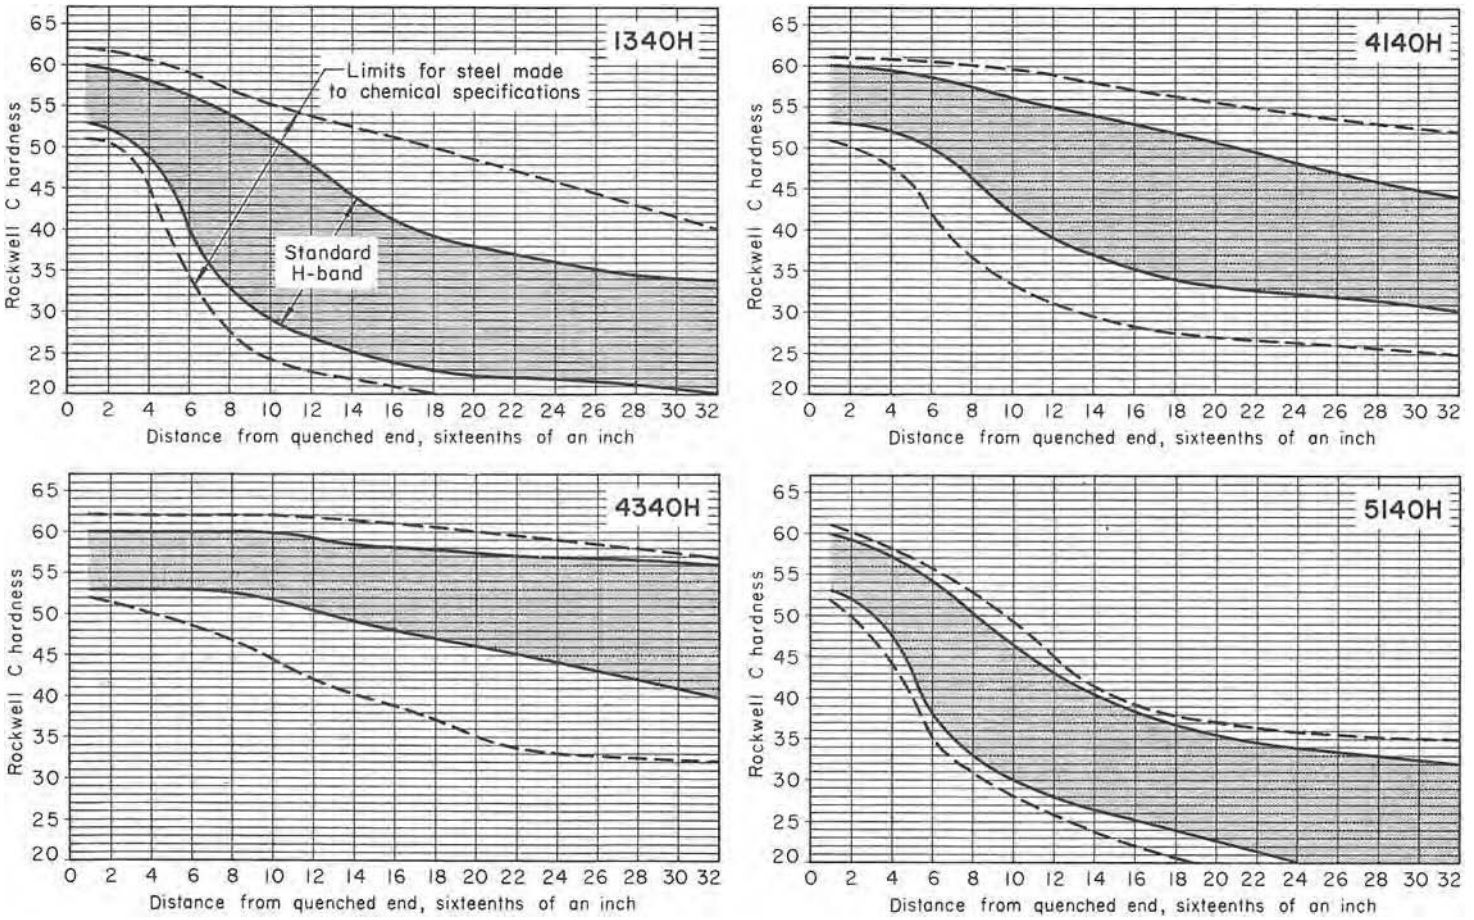 1340H
65
60
55
50
45
40
35
30
25
20
Rockwell C hardness
Limits for steel made
to chemical specifications
Standard
H-band
0 2 4 6 8 10 12 14 16 18 20 22 24 26 28 30 32
Distance from quenched end, sixteenths of an inch
4140H
65
60
55
50
45
40
35
30
25
20
Rockwell C hardness
0 2 4 6 8 10 12 14 16 18 20 22 24 26 28 30 32
Distance from quenched end, sixteenths of an inch
4340H
65
60
55
50
45
40
35
30
25
20
Rockwell C hardness
0 2 4 6 8 10 12 14 16 18 20 22 24 26 28 30 32
Distance from quenched end, sixteenths of an inch
5140H
65
60
55
50
45
40
35
30
25
20
Rockwell C hardness
0 2 4 6 8 10 12 14 16 18 20 22 24 26 28 30 32
Distance from quenched end, sixteenths of an inch